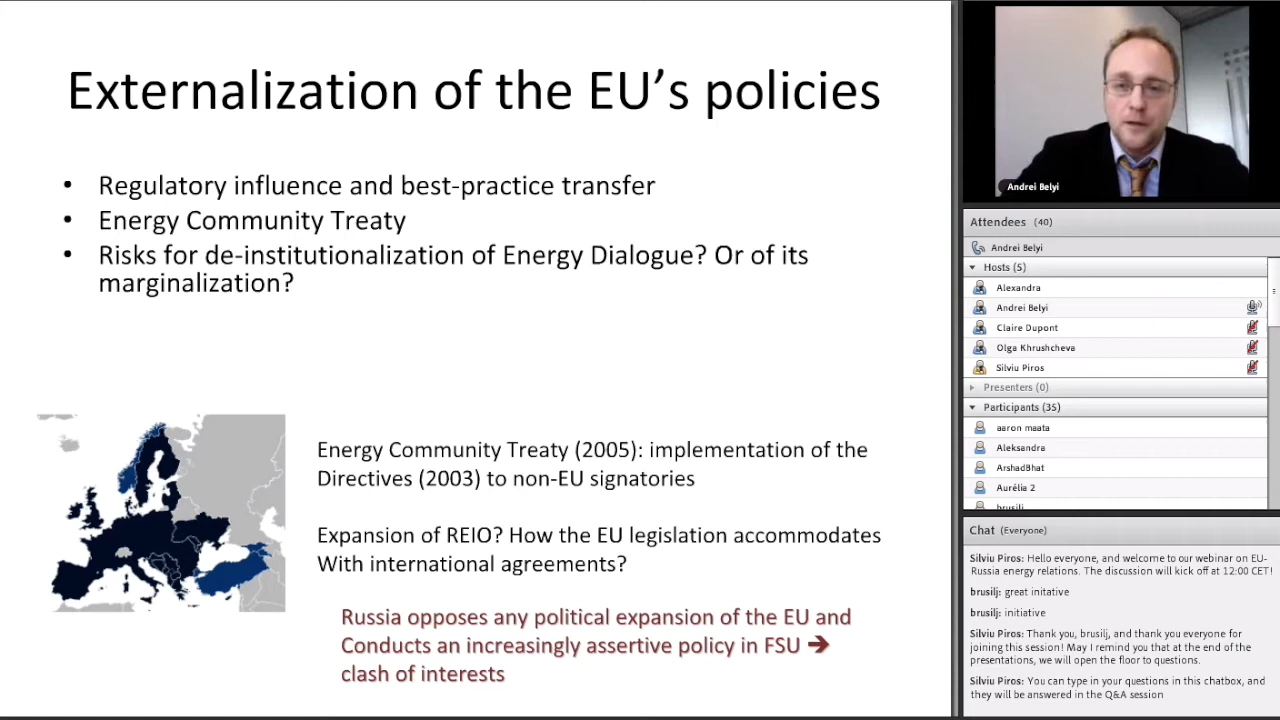 Externalization of the EU's policies
• Regulatory influence and best-practice transfer
• Energy Community Treaty
• Risks for de-institutionalization of Energy Dialogue? Or of its
marginalization?
Energy Community Treaty (2005): implementation of the
Directives (2003) to non-EU signatories
Expansion of REIO? How the EU legislation accommodates
With international agreements?
Russia opposes any political expansion of the EU and
Conducts an increasingly assertive policy in FSU ➔
clash of interests
Andrei Belyi
Attendees (40)
Andrei Belyi
Hosts (5)
Alexandra
Andrei Belyi
Claire Dupont
Olga Khrushcheva
Silviu Piros
Presenters (0)
Participants (35)
aaron maata
Aleksandra
ArshadBhat
Aurélia 2
brusilj
Chat (Everyone)
Silviu Piros: Hello everyone, and welcome to our webinar on EU-
Russia energy relations. The discussion will kick off at 12:00 CET!
brusilj: great initative
brusilj: initiative
Silviu Piros: Thank you, brusilj, and thank you everyone for
joining this session! May I remind you that at the end of the
presentations, we will open the floor to questions.
Silviu Piros: You can type in your questions in this chatbox, and
they will be answered in the Q&A session